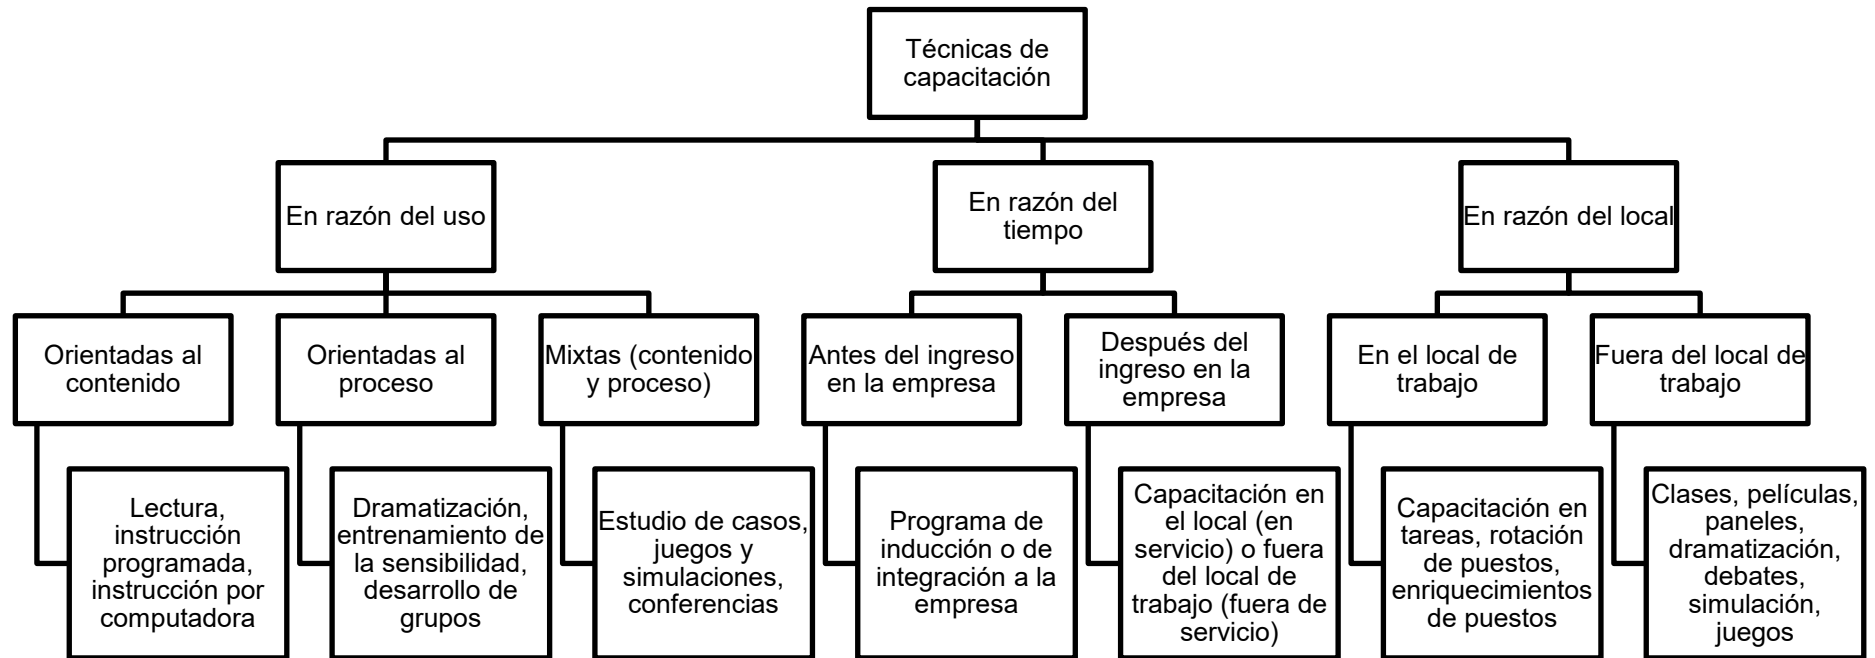 Técnicas de
capacitación
En razón del uso
En razón del
tiempo
En razón del local
Orientadas al
contenido
Orientadas al
proceso
Mixtas (contenido
y proceso)
Antes del ingreso
en la empresa
Después del
ingreso en la
empresa
En el local de
trabajo
Fuera del local de
trabajo
Lectura,
instrucción
programada,
instrucción por
computadora
Dramatización,
entrenamiento de
la sensibilidad,
desarrollo de
grupos
Estudio de casos,
juegos y
simulaciones,
conferencias
Programa de
inducción o de
integración a la
empresa
Capacitación en
el local (en
servicio) o fuera
del local de
trabajo (fuera de
servicio)
Capacitación en
tareas, rotación
de puestos,
enriquecimientos
de puestos
Clases, películas,
paneles,
dramatización,
debates,
simulación,
juegos